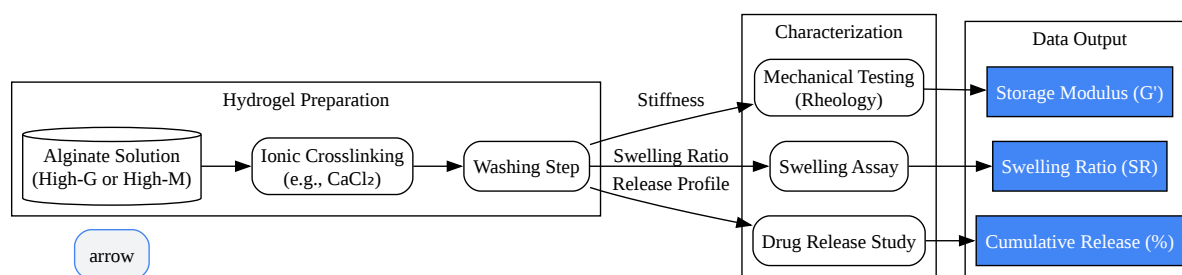 Hydrogel Preparation
Alginate Solution
(High-G or High-M)
Ionic Crosslinking
(e.g., CaCl₂)
Washing Step
Stiffness
Swelling Ratio
Release Profile
Characterization
Mechanical Testing
(Rheology)
Swelling Assay
Drug Release Study
Data Output
Storage Modulus (G')
Swelling Ratio (SR)
Cumulative Release (%)
arrow